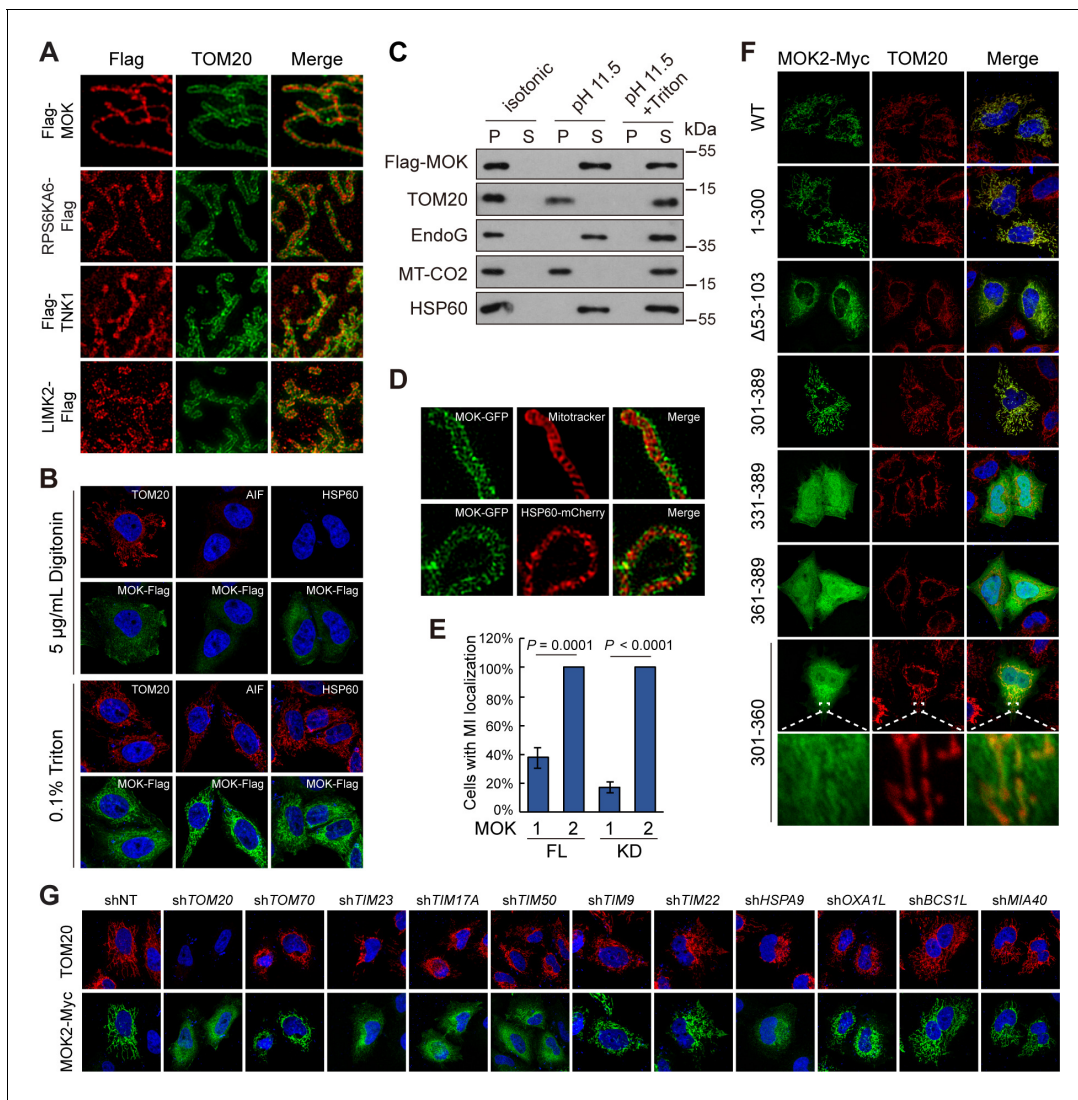 A
Flag
TOM20
Merge
Flag-
MOK
RPS6KA6-
Flag
Flag-
TNK1
LIMK2-
Flag
B
5 µg/mL Digitonin
TOM20
AIF
HSP60
MOK-Flag
MOK-Flag
MOK-Flag
0.1% Triton
TOM20
AIF
HSP60
MOK-Flag
MOK-Flag
MOK-Flag
C
isotonic
pH 11.5
pH 11.5
+Triton
P S P S P S kDa
Flag-MOK
55
TOM20
15
EndoG
35
MT-CO2
15
HSP60
55
D
MOK-GFP
Mitotracker
Merge
MOK-GFP
HSP60-mCherry
Merge
E
Cells with MI localization
120%
100%
80%
60%
40%
20%
0%
P = 0.0001
P < 0.0001
MOK 1 2 1 2
FL KD
F
MOK2-Myc
TOM20
Merge
WT
1-300
Δ53-103
301-389
331-389
361-389
301-360
G
shNT
shTOM20
shTOM70
shTIM23
shTIM17A
shTIM50
shTIM9
shTIM22
shHSPA9
shOXA1L
shBCS1L
shMIA40
TOM20
MOK2-Myc